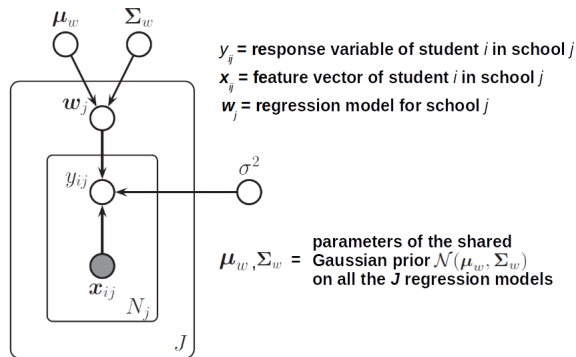 μ_w Σ_w
y_ij = response variable of student i in school j
x_ij = feature vector of student i in school j
w_j = regression model for school j
w_j
y_ij
σ²
x_ij
N_j
J
μ_w, Σ_w = parameters of the shared
Gaussian prior 𝒩(μ_w, Σ_w)
on all the J regression models